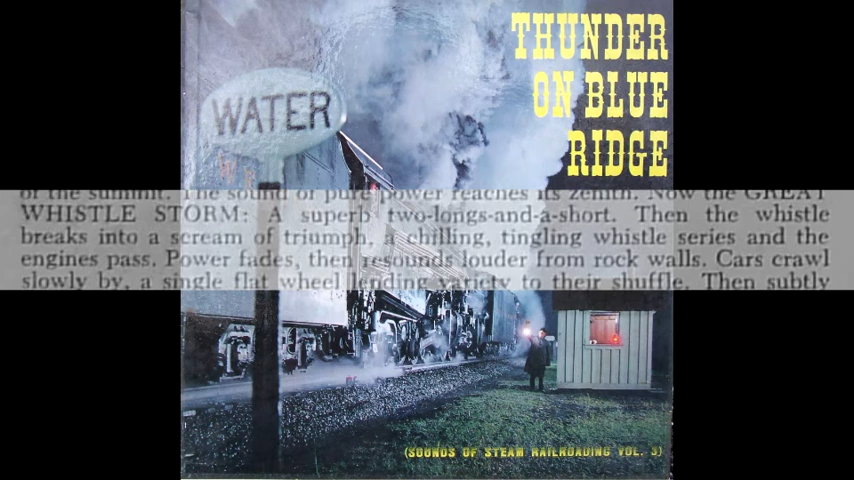 THUNDER
ON BLUE
RIDGE
WATER
of the summit. The sound of pure power reaches its zenith. Now the GREAT
WHISTLE STORM: A superb two-longs-and-a-short. Then the whistle
breaks into a scream of triumph, a chilling, tingling whistle series and the
engines pass. Power fades, then resounds louder from rock walls. Cars crawl
slowly by, a single flat wheel lending variety to their shuffle. Then subtly
(SOUNDS OF STEAM RAILROADING VOL. 3)